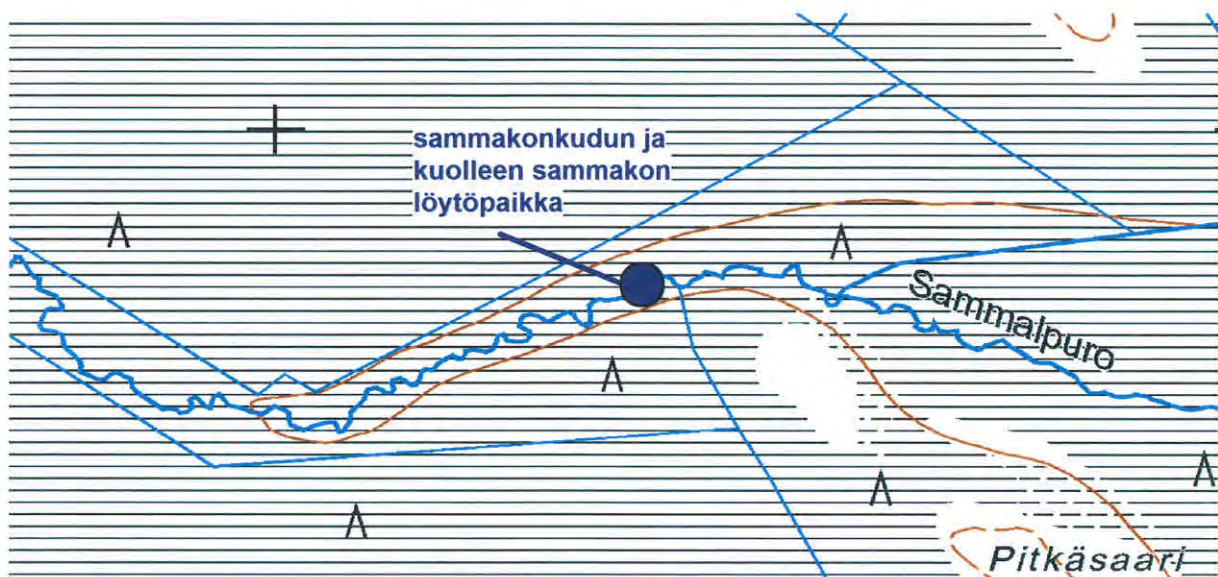 sammakonkudun ja
kuolleen sammakon
löytöpaikka
Sammalpuro
Pitkäsaari